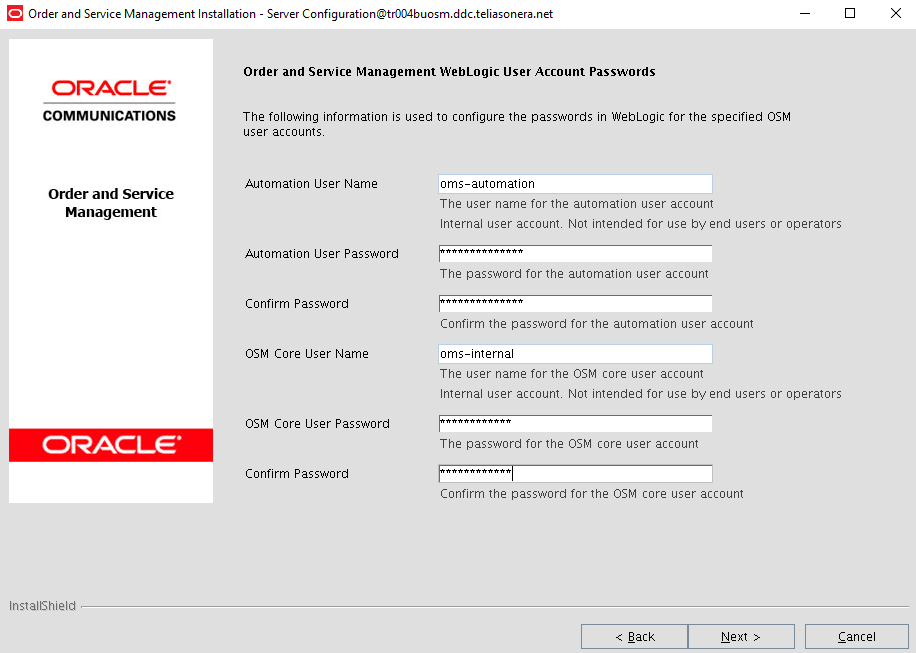 Order and Service Management Installation - Server Configuration@tr004buosm.ddc.teliasonera.net
ORACLE
COMMUNICATIONS
Order and Service
Management
ORACLE
Order and Service Management WebLogic User Account Passwords
The following information is used to configure the passwords in WebLogic for the specified OSM
user accounts.
Automation User Name
oms-automation
The user name for the automation user account
Internal user account. Not intended for use by end users or operators
Automation User Password
**************
The password for the automation user account
Confirm Password
**************
Confirm the password for the automation user account
OSM Core User Name
oms-internal
The user name for the OSM core user account
Internal user account. Not intended for use by end users or operators
OSM Core User Password
************
The password for the OSM core user account
Confirm Password
************
Confirm the password for the OSM core user account
InstallShield
< Back
Next >
Cancel